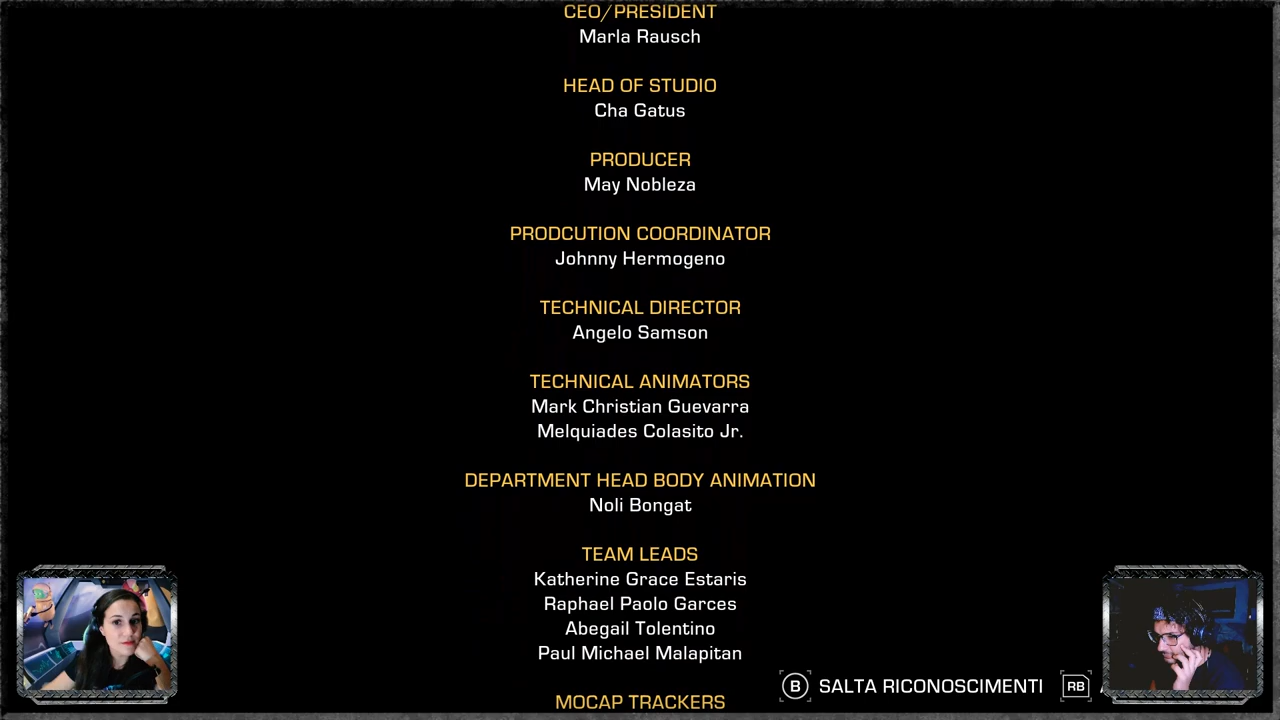 CEO/PRESIDENT
Marla Rausch
HEAD OF STUDIO
Cha Gatus
PRODUCER
May Nobleza
PRODCUTION COORDINATOR
Johnny Hermogeno
TECHNICAL DIRECTOR
Angelo Samson
TECHNICAL ANIMATORS
Mark Christian Guevarra
Melquiades Colasito Jr.
DEPARTMENT HEAD BODY ANIMATION
Noli Bongat
TEAM LEADS
Katherine Grace Estaris
Raphael Paolo Garces
Abegail Tolentino
Paul Michael Malapitan
MOCAP TRACKERS
B SALTA RICONOSCIMENTI RB